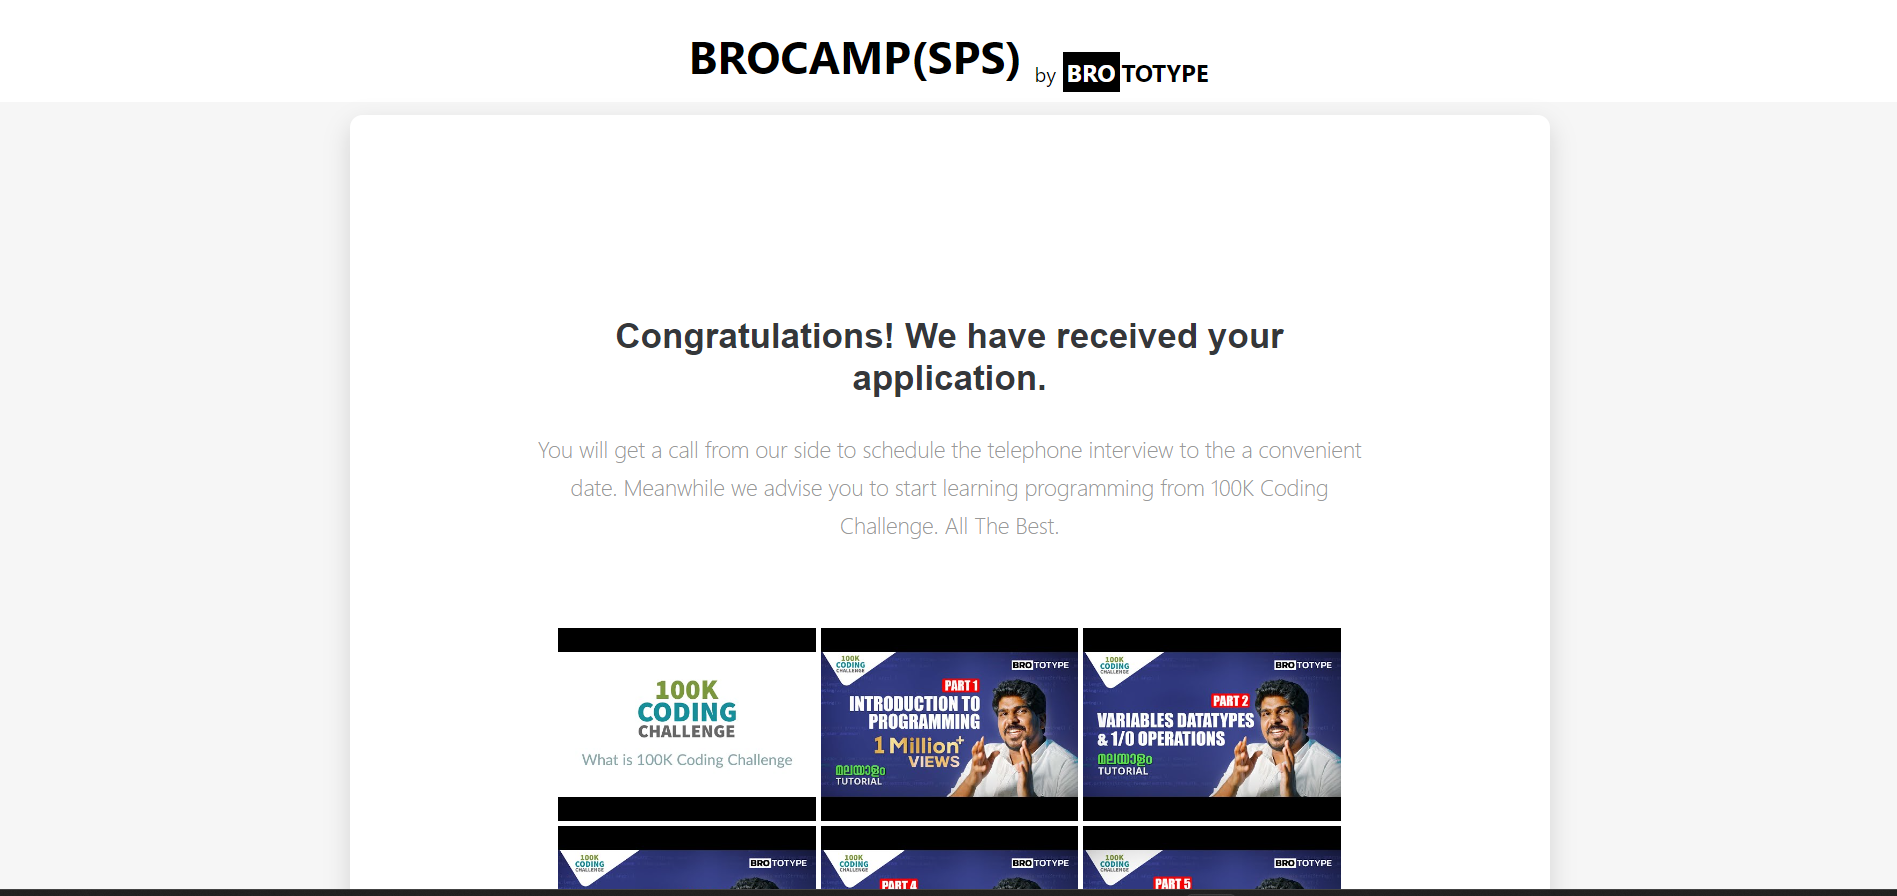 BROCAMP(SPS) by BROTOTYPE
Congratulations! We have received your
application.
You will get a call from our side to schedule the telephone interview to the a convenient
date. Meanwhile we advise you to start learning programming from 100K Coding
Challenge. All The Best.
100K
CODING
CHALLENGE
What is 100K Coding Challenge
100K
CODING
CHALLENGE
BROTOTYPE
PART 1
INTRODUCTION TO
PROGRAMMING
1 Million+
VIEWS
മലയാളം
TUTORIAL
100K
CODING
CHALLENGE
BROTOTYPE
PART 2
VARIABLES DATATYPES
& 1/0 OPERATIONS
മലയാളം
TUTORIAL
100K
CODING
CHALLENGE
BROTOTYPE
100K
CODING
CHALLENGE
BROTOTYPE
PART 4
100K
CODING
CHALLENGE
BROTOTYPE
PART 5